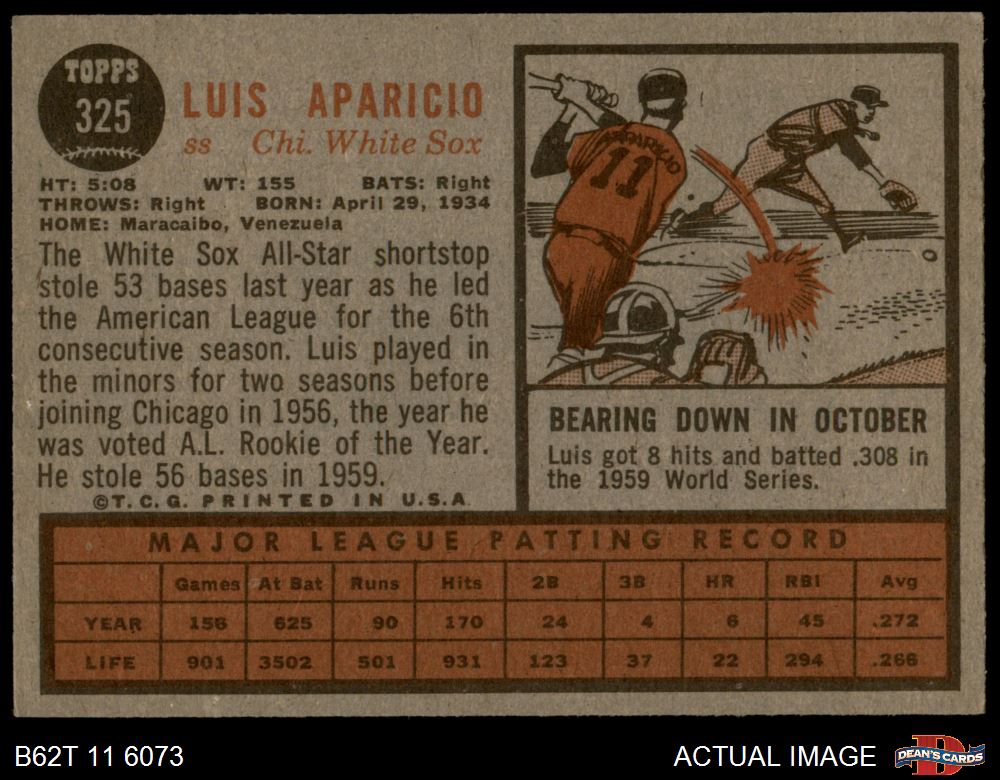 TOPPS
325
LUIS APARICIO
ss Chi. White Sox
HT: 5:08 WT: 155 BATS: Right
THROWS: Right BORN: April 29, 1934
HOME: Maracaibo, Venezuela
The White Sox All-Star shortstop
stole 53 bases last year as he led
the American League for the 6th
consecutive season. Luis played in
the minors for two seasons before
joining Chicago in 1956, the year he
was voted A.L. Rookie of the Year.
He stole 56 bases in 1959.
©T.C.G. PRINTED IN U.S.A.
APARICIO
11
BEARING DOWN IN OCTOBER
Luis got 8 hits and batted .308 in
the 1959 World Series.
MAJOR LEAGUE PATTING RECORD
Games At Bat Runs Hits 2B 3B HR RBI Avg
YEAR 156 625 90 170 24 4 6 45 .272
LIFE 901 3502 501 931 123 37 22 294 .266
B62T 11 6073 ACTUAL IMAGE DEAN'S CARDS